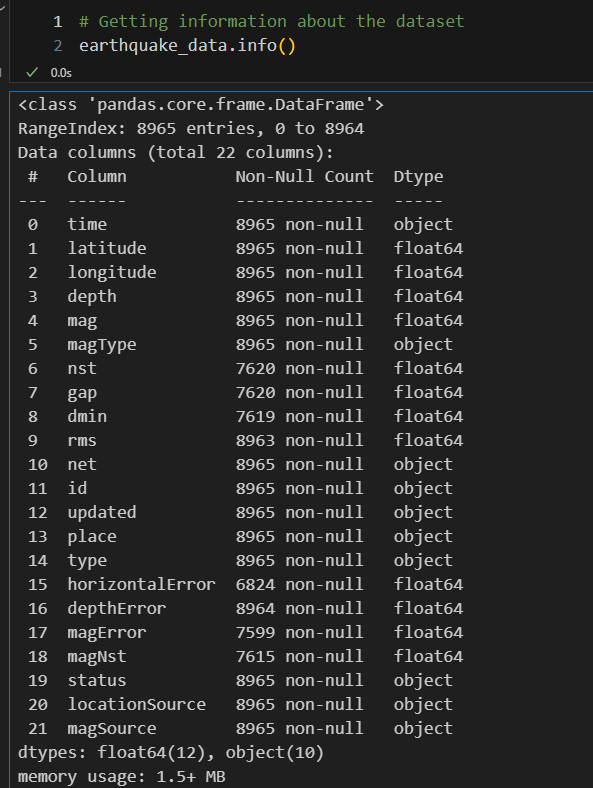 1 # Getting information about the dataset
2 earthquake_data.info()
0.0s
<class 'pandas.core.frame.DataFrame'>
RangeIndex: 8965 entries, 0 to 8964
Data columns (total 22 columns):
 #   Column           Non-Null Count  Dtype
---  ------           --------------  -----
 0   time             8965 non-null   object
 1   latitude         8965 non-null   float64
 2   longitude        8965 non-null   float64
 3   depth            8965 non-null   float64
 4   mag              8965 non-null   float64
 5   magType          8965 non-null   object
 6   nst              7620 non-null   float64
 7   gap              7620 non-null   float64
 8   dmin             7619 non-null   float64
 9   rms              8963 non-null   float64
 10  net              8965 non-null   object
 11  id               8965 non-null   object
 12  updated          8965 non-null   object
 13  place            8965 non-null   object
 14  type             8965 non-null   object
 15  horizontalError  6824 non-null   float64
 16  depthError       8964 non-null   float64
 17  magError         7599 non-null   float64
 18  magNst           7615 non-null   float64
 19  status           8965 non-null   object
 20  locationSource   8965 non-null   object
 21  magSource        8965 non-null   object
dtypes: float64(12), object(10)
memory usage: 1.5+ MB